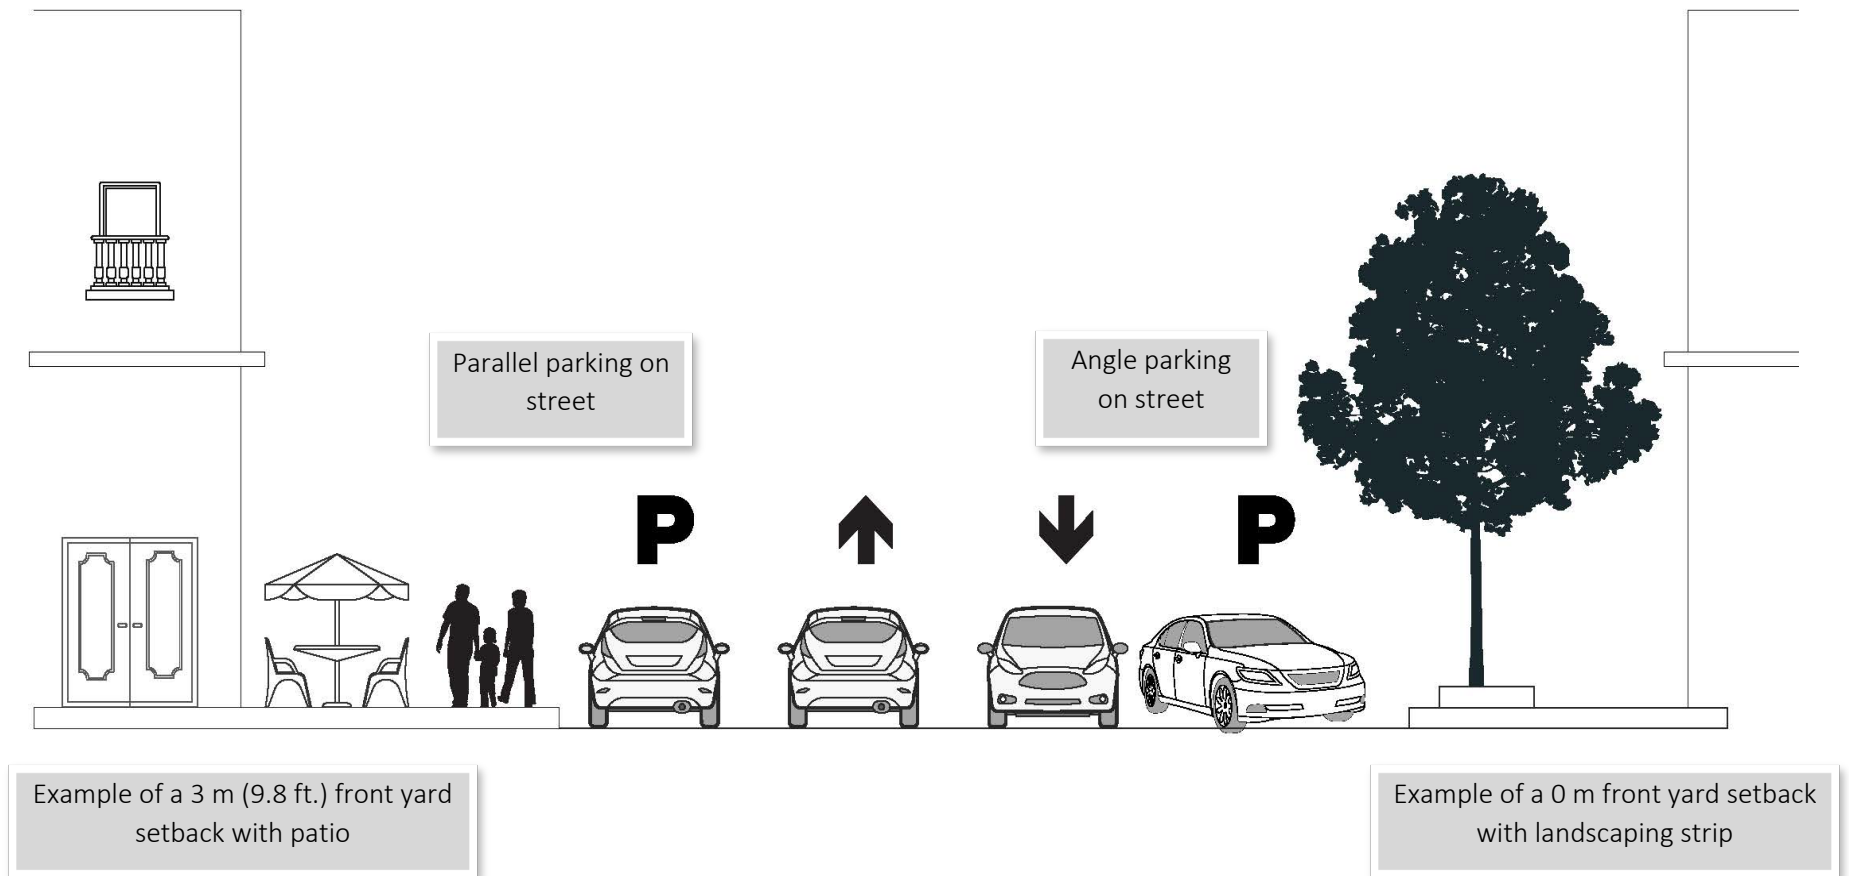 Parallel parking on
street
Angle parking
on street
P
P
Example of a 3 m (9.8 ft.) front yard
setback with patio
Example of a 0 m front yard setback
with landscaping strip